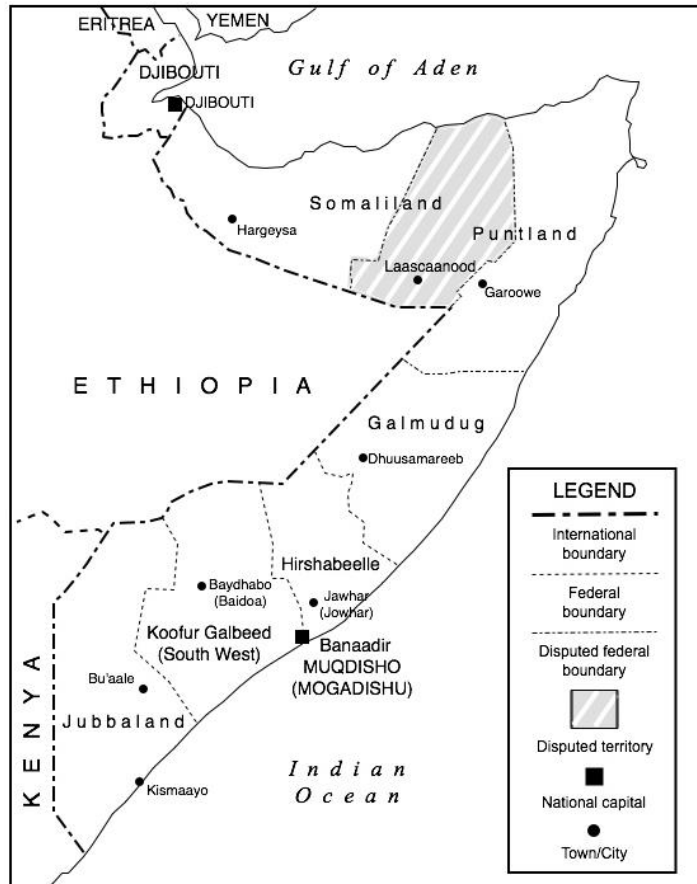 ERITREA
YEMEN
DJIBOUTI
DJIBOUTI
Gulf of Aden
Somaliland
Hargeysa
Puntland
Laascaanood
Garoowe
ETHIOPIA
Galmudug
Dhuusamareeb
Hirshabeelle
Baydhabo
(Baidoa)
Jawhar
(Jowhar)
Koofur Galbeed
(South West)
Banaadir
MUQDISHO
(MOGADISHU)
Bu'aale
Jubbaland
KENYA
Kismaayo
Indian
Ocean
LEGEND
International
boundary
Federal
boundary
Disputed federal
boundary
Disputed territory
National capital
Town/City